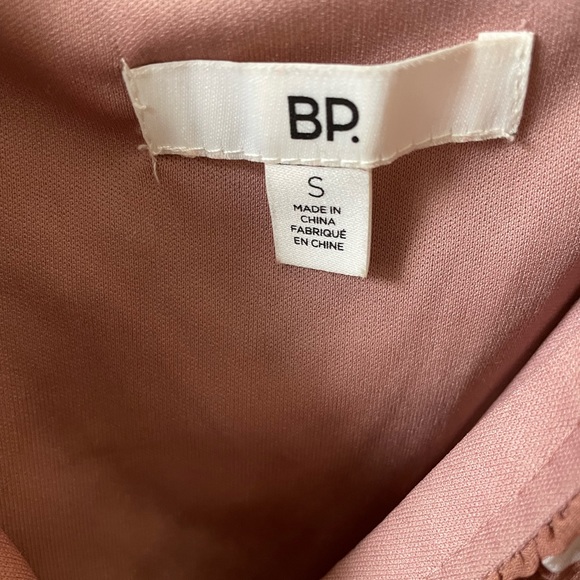 BP.
S
MADE IN
CHINA
FABRIQUÉ
EN CHINE